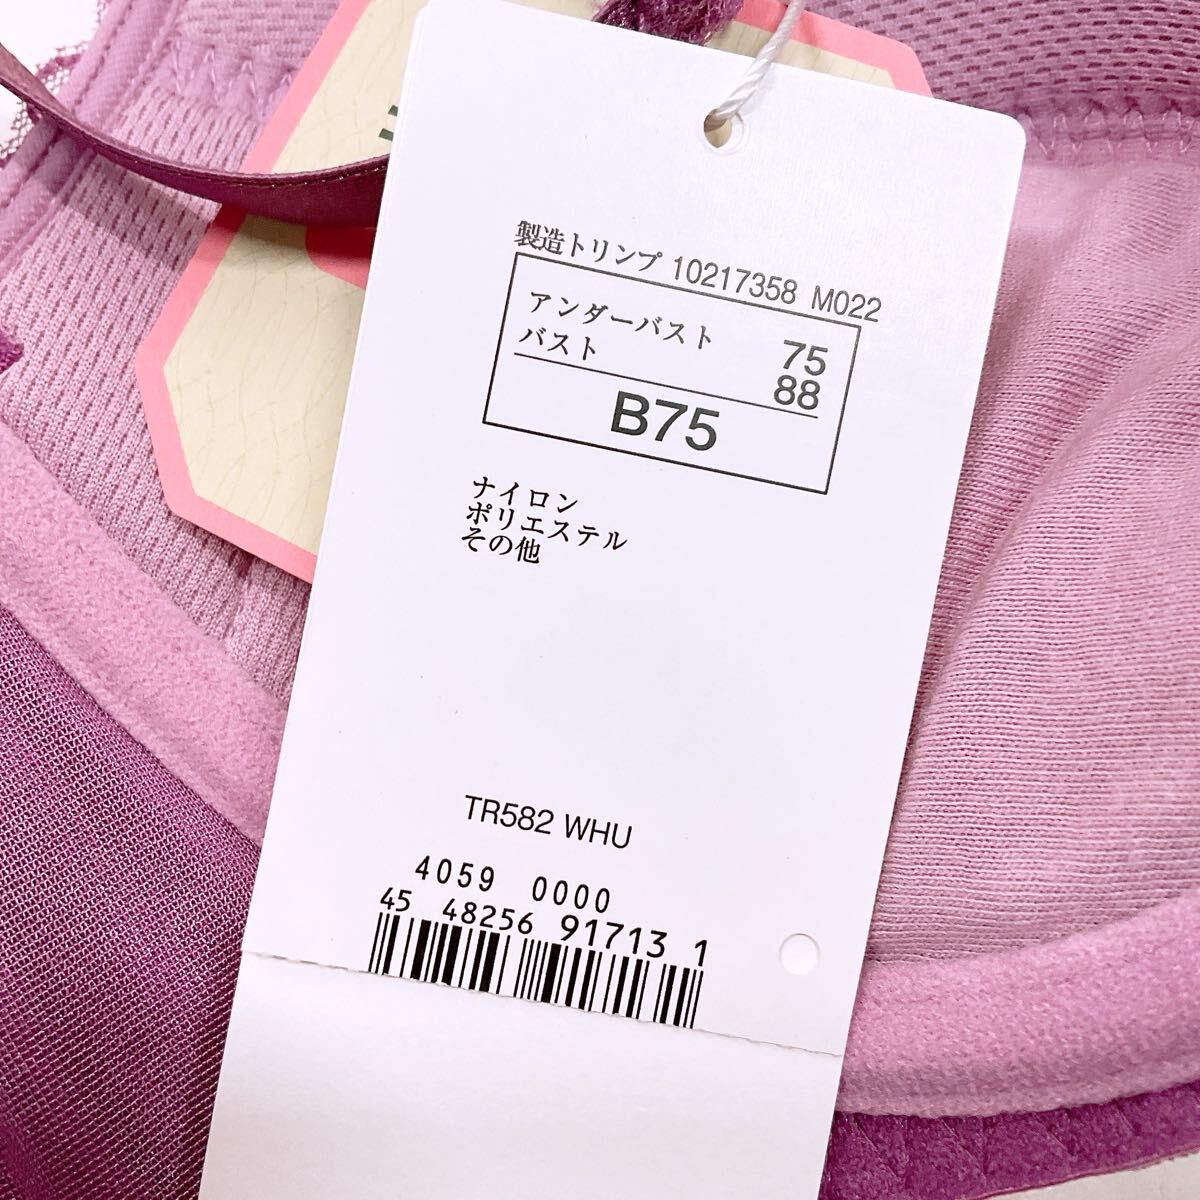 製造トリンプ 10217358 M022
アンダーバスト 75
バスト 88
B75
ナイロン
ポリエステル
その他
TR582 WHU
4059 0000
45 48256 91713 1